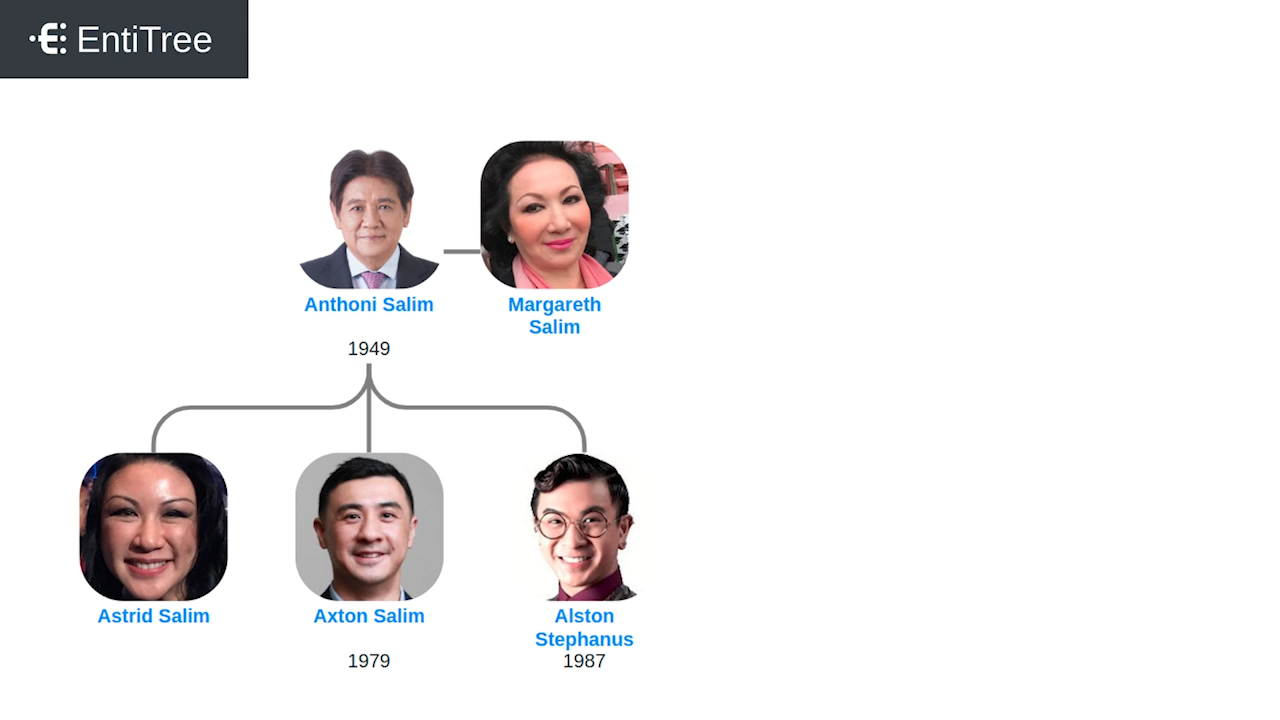 EntiTree
Anthoni Salim
1949
Margareth
Salim
Astrid Salim
Axton Salim
1979
Alston
Stephanus
1987